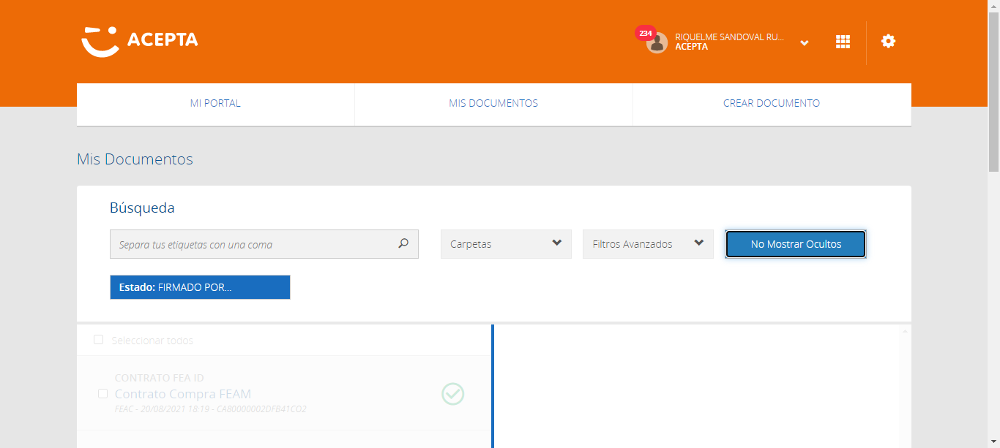 ACEPTA
234
RIQUELME SANDOVAL RU...
ACEPTA
MI PORTAL
MIS DOCUMENTOS
CREAR DOCUMENTO
Mis Documentos
Búsqueda
Separa tus etiquetas con una coma
Carpetas
Filtros Avanzados
No Mostrar Ocultos
Estado: FIRMADO POR...
Seleccionar todos
CONTRATO FEA ID
Contrato Compra FEAM
FEAC - 20/08/2021 18:19 - CA80000002DFB41CO2